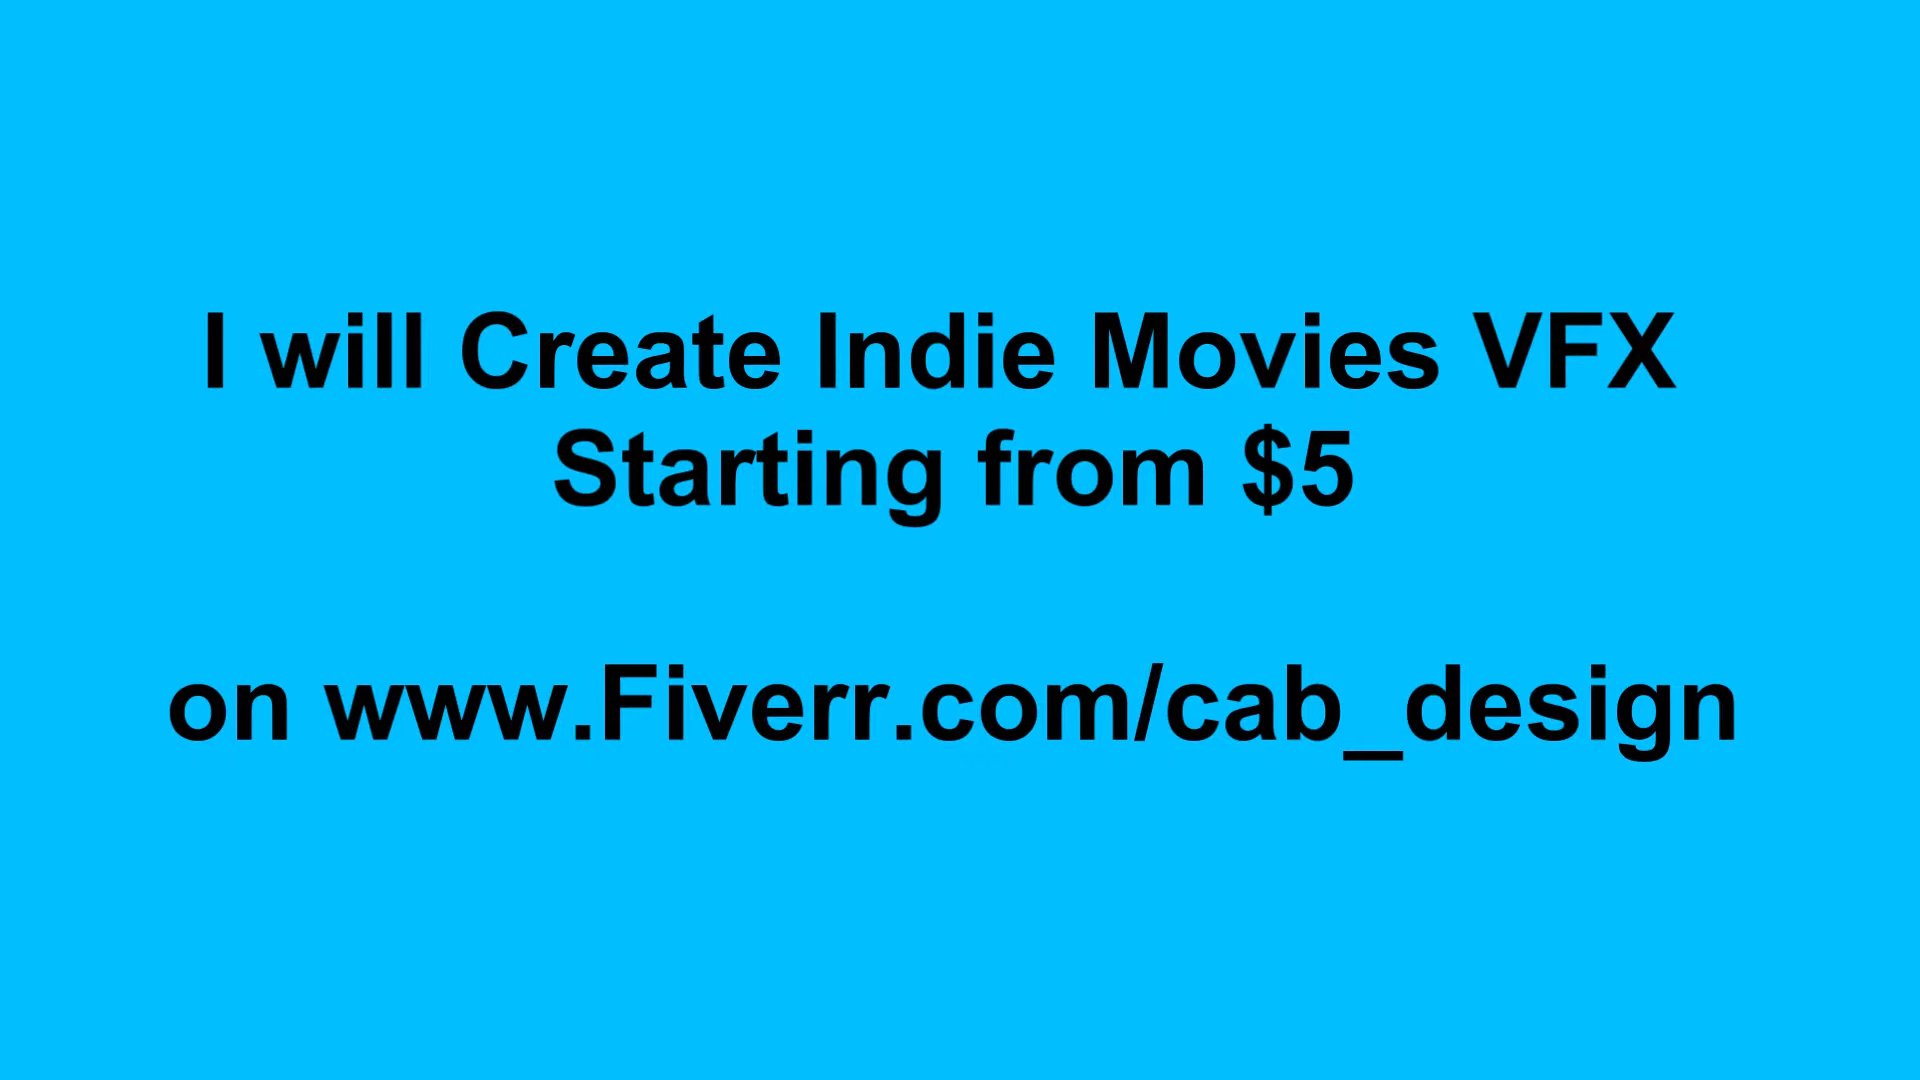 I will Create Indie Movies VFX
Starting from $5
on www.Fiverr.com/cab_design